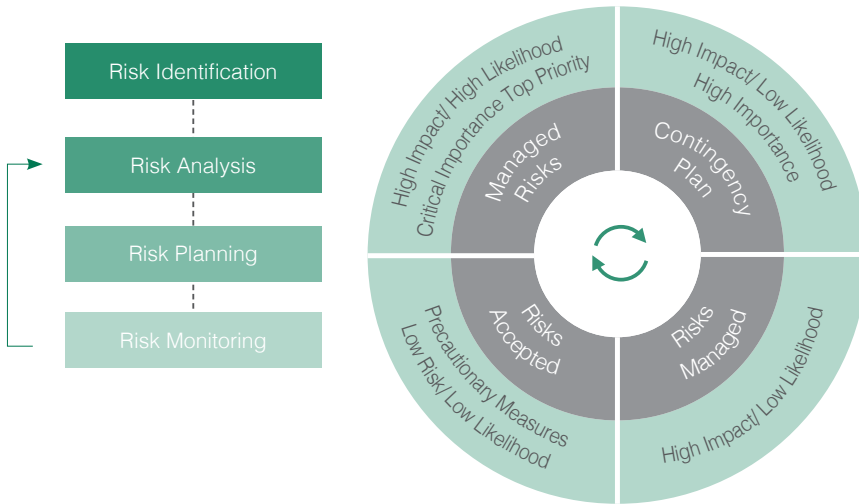 Risk Identification
Risk Analysis
Risk Planning
Risk Monitoring
High Impact/ High Likelihood
Critical Importance Top Priority
Managed
Risks
High Impact/ Low Likelihood
High Importance
Contingency
Plan
Risks
Accepted
Precautionary Measures
Low Risk/ Low Likelihood
Risks
Managed
High Impact/ Low Likelihood